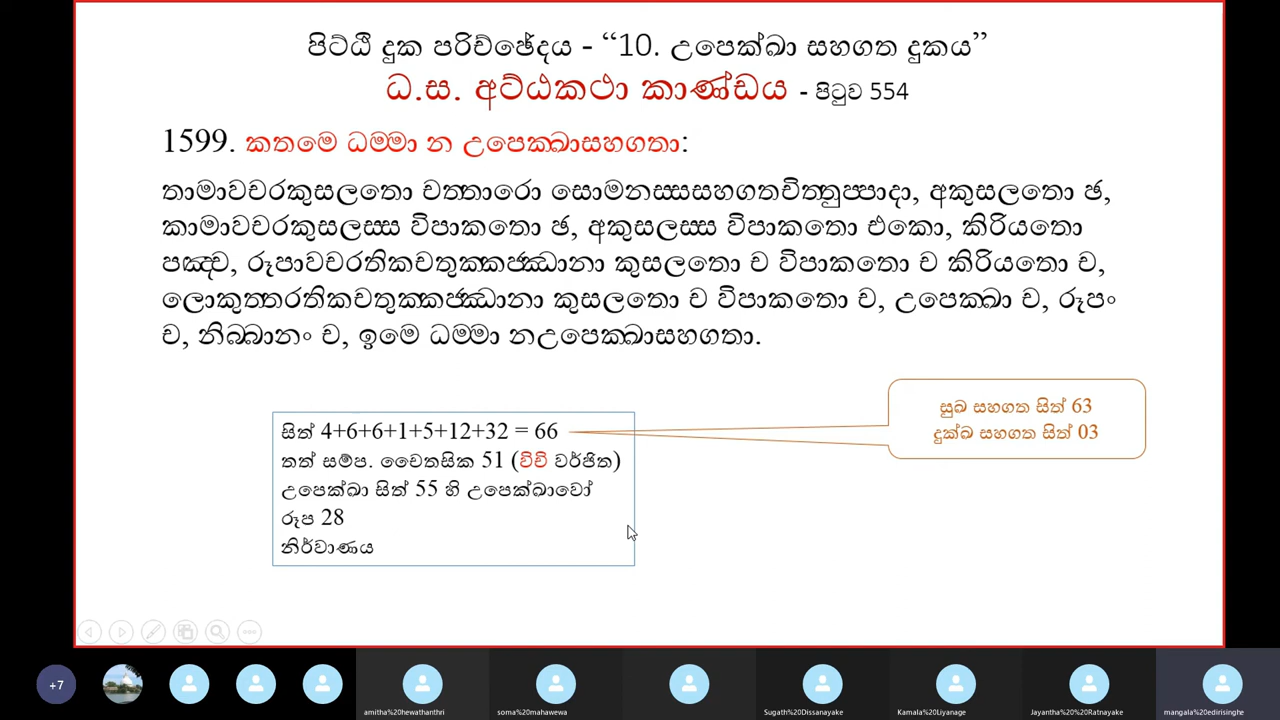 පිට්ඨි දුක පරිච්ඡේදය - “10. උපෙක්ඛා සහගත දුකය”
ධ.ස. අට්ඨකථා කාණ්ඩය - පිටුව 554
1599. කතමෙ ධම්මා න උපෙක්ඛාසහගතා:
තාමාවචරකුසලතො චත්තාරො සොමනස්සසහගතචිත්තුප්පාදා, අකුසලතො ඡ,
කාමාවචරකුසලස්ස විපාකතො ඡ, අකුසලස්ස විපාකතො එකො, කිරියතො
පඤ්ච, රූපාවචරතිකචතුක්කජ්ඣානා කුසලතො ච විපාකතො ච කිරියතො ච,
ලොකුත්තරතිකචතුක්කජ්ඣානා කුසලතො ච විපාකතො ච, උපෙක්ඛා ච, රූපං
ච, නිබ්බානං ච, ඉමෙ ධම්මා නඋපෙක්ඛාසහගතා.
සිත් 4+6+6+1+5+12+32 = 66
තත් සම්ප. චෛතසික 51 (විචි වර්ජිත)
උපෙක්ඛා සිත් 55 හි උපෙක්ඛාවෝ
රූප 28
නිර්වාණය
සුඛ සහගත සිත් 63
දුක්ඛ සහගත සිත් 03
+7
amitha%20hewathanthri
soma%20mahawewa
Sugath%20Dissanayake
Kamala%20Liyanage
Jayantha%20%20Ratnayake
mangala%20edirisinghe